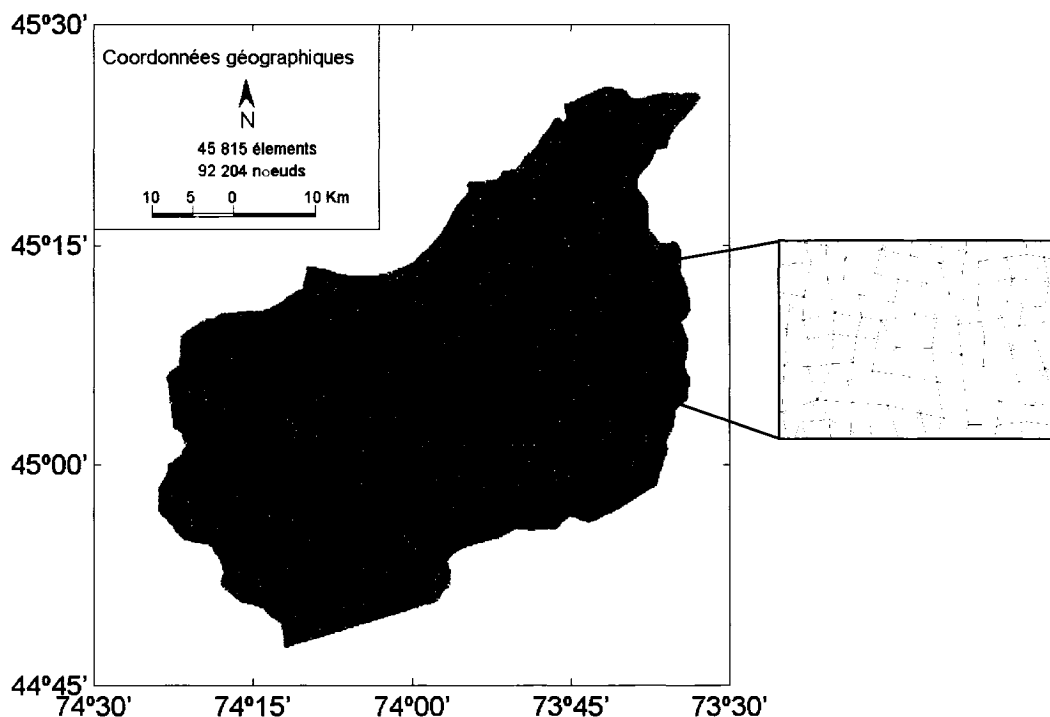 45º30'
Coordonnées géographiques
N
45 815 élements
92 204 nœuds
10 5 0 10 Km
45º15'
45º00'
44º45'
74º30' 74º15' 74º00' 73º45' 73º30'